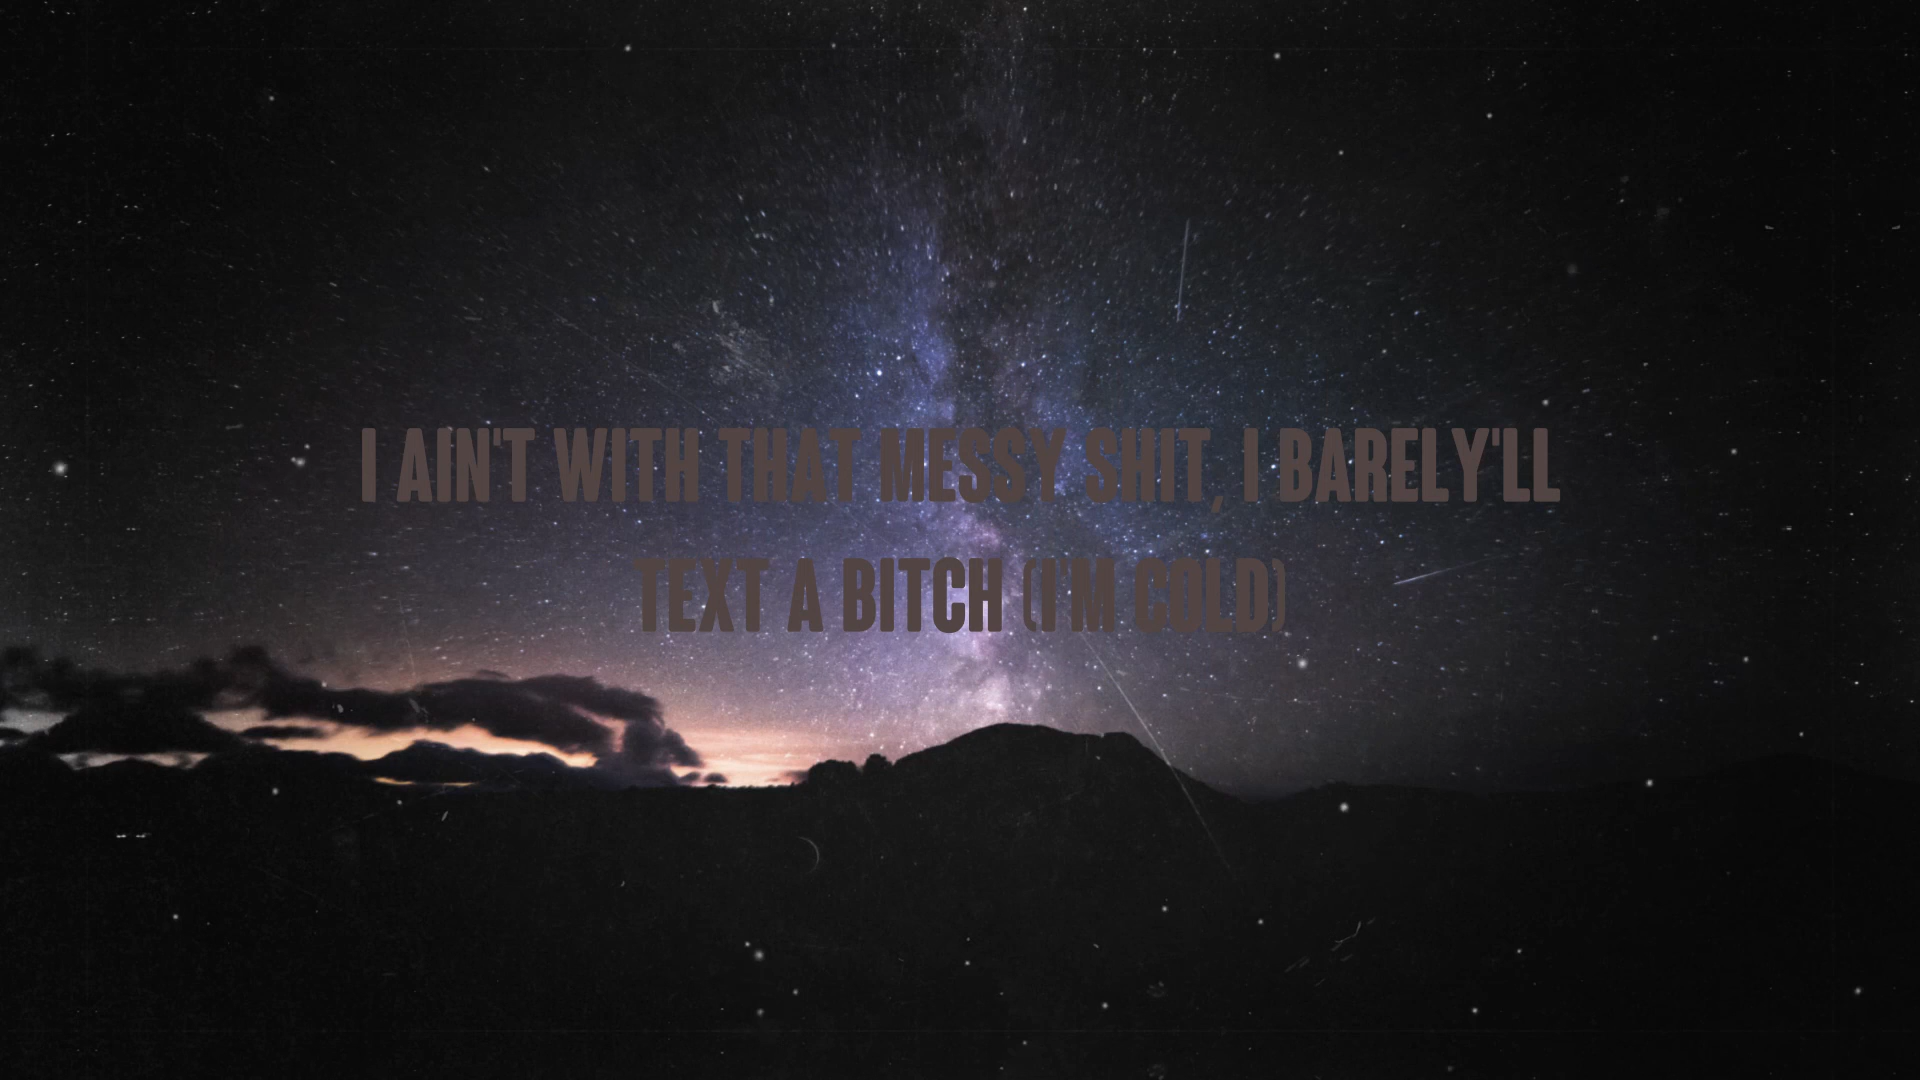 I AIN'T WITH THAT MESSY SHIT, I BARELY'LL
TEXT A BITCH (I'M COLD)